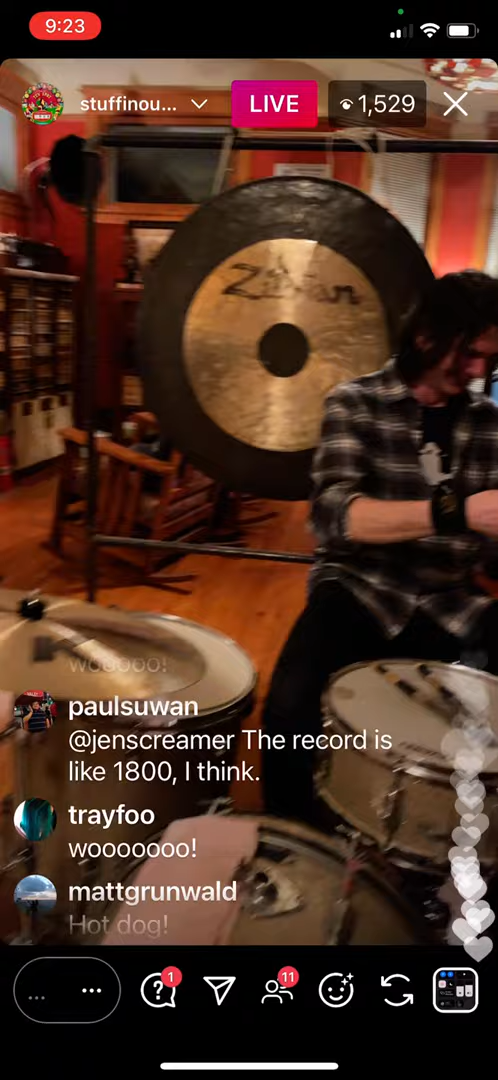 9:23
stuffinou...
LIVE
1,529
Zildjian
wooooo!
paulsuwan
@jenscreamer The record is
like 1800, I think.
trayfoo
wooooooo!
mattgrunwald
Hot dog!
1
11